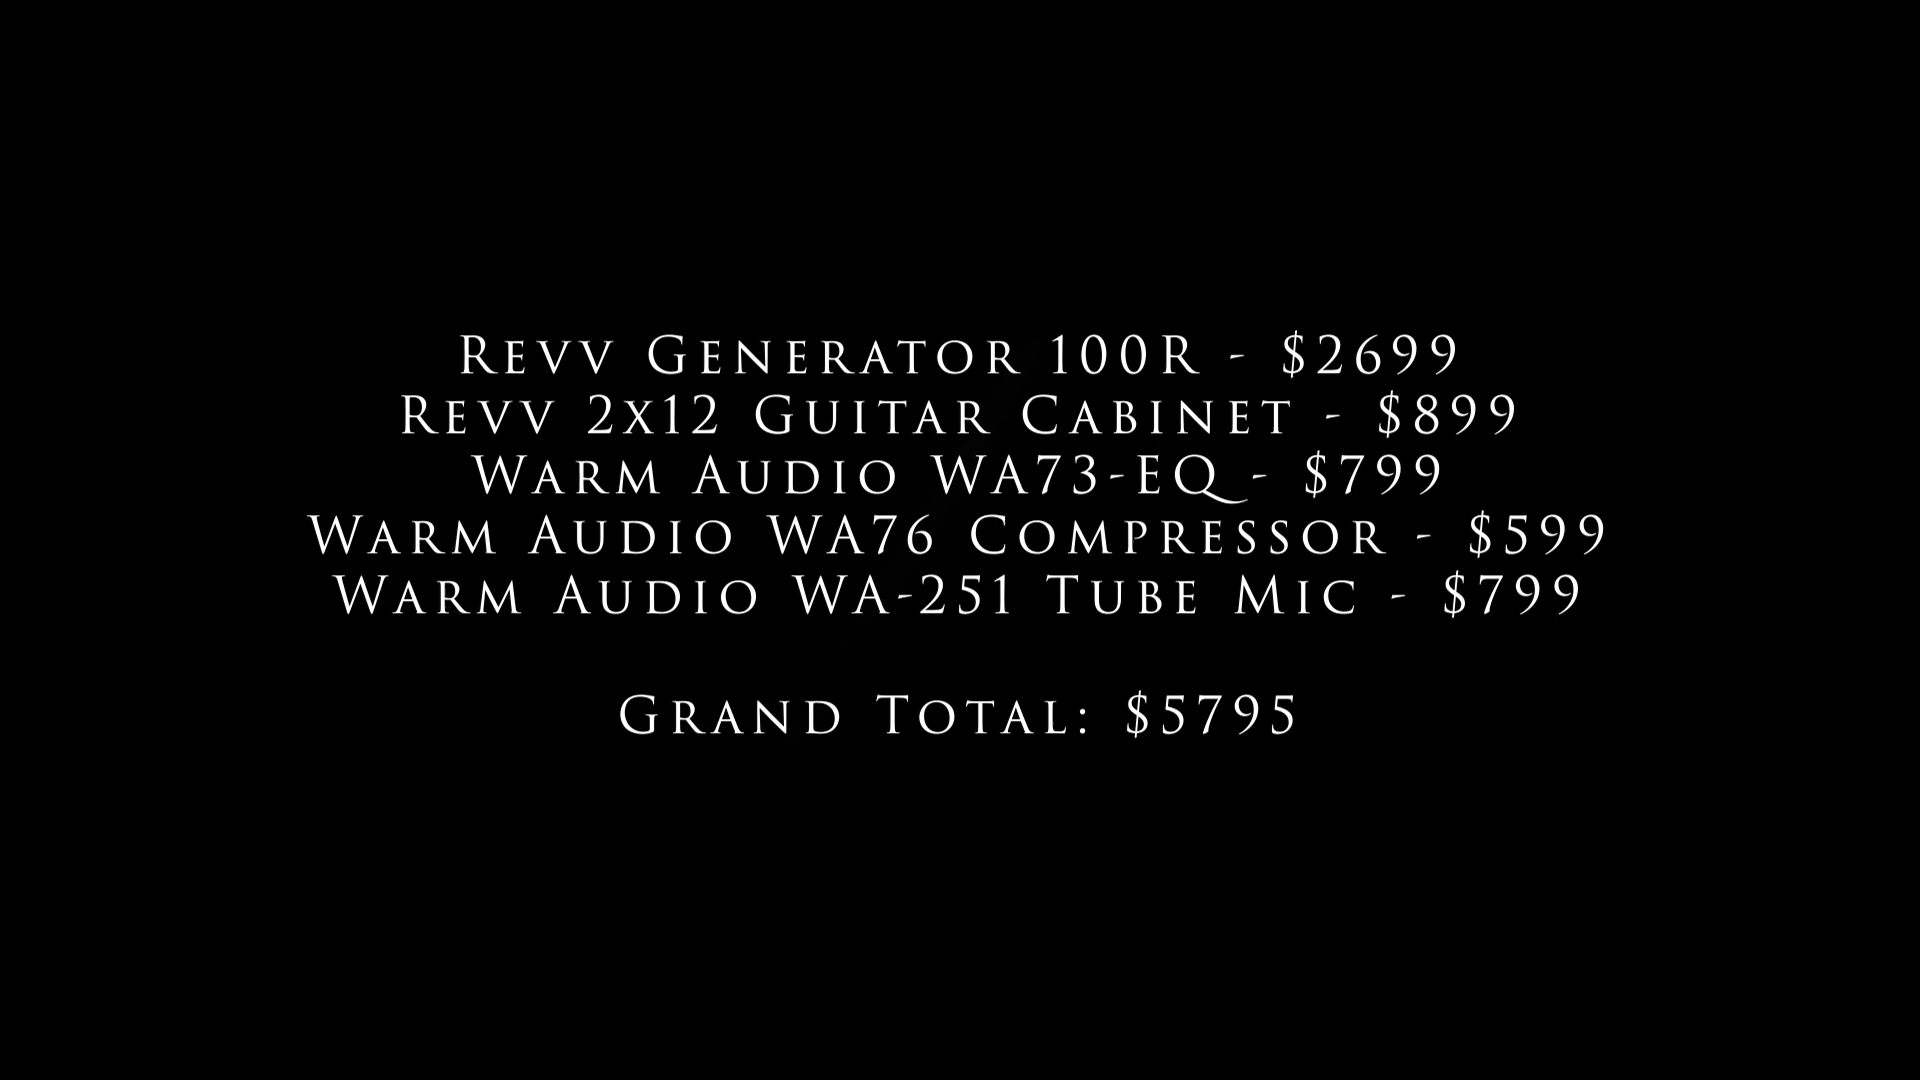 Revv Generator 100R - $2699
Revv 2x12 Guitar Cabinet - $899
Warm Audio WA73-EQ - $799
Warm Audio WA76 Compressor - $599
Warm Audio WA-251 Tube Mic - $799
Grand Total: $5795